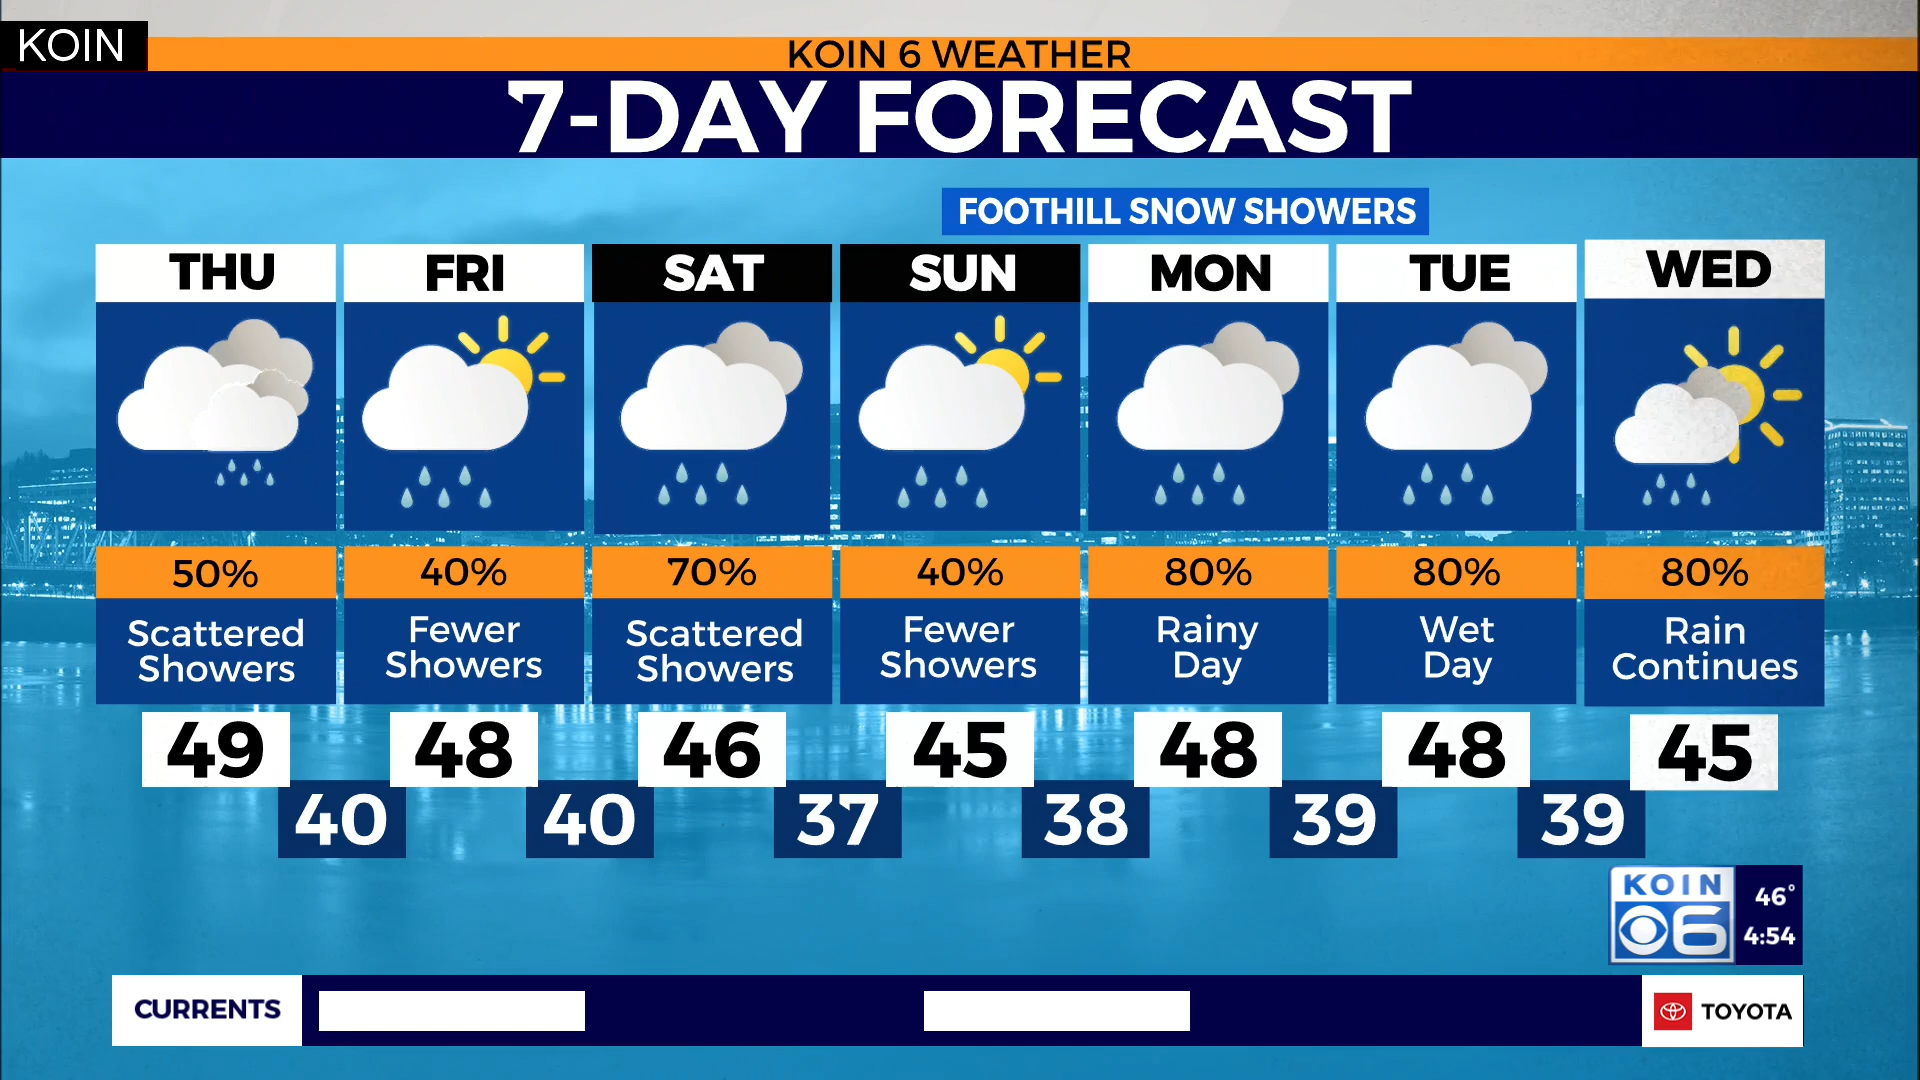 KOIN
KOIN 6 WEATHER
7-DAY FORECAST
FOOTHILL SNOW SHOWERS
THU FRI SAT SUN MON TUE WED
50% 40% 70% 40% 80% 80% 80%
Scattered Fewer Scattered Fewer Rainy Wet Rain
Showers Showers Showers Showers Day Day Continues
49 48 46 45 48 48 45
40 40 37 38 39 39
KOIN 46°
6 4:54
CURRENTS TOYOTA